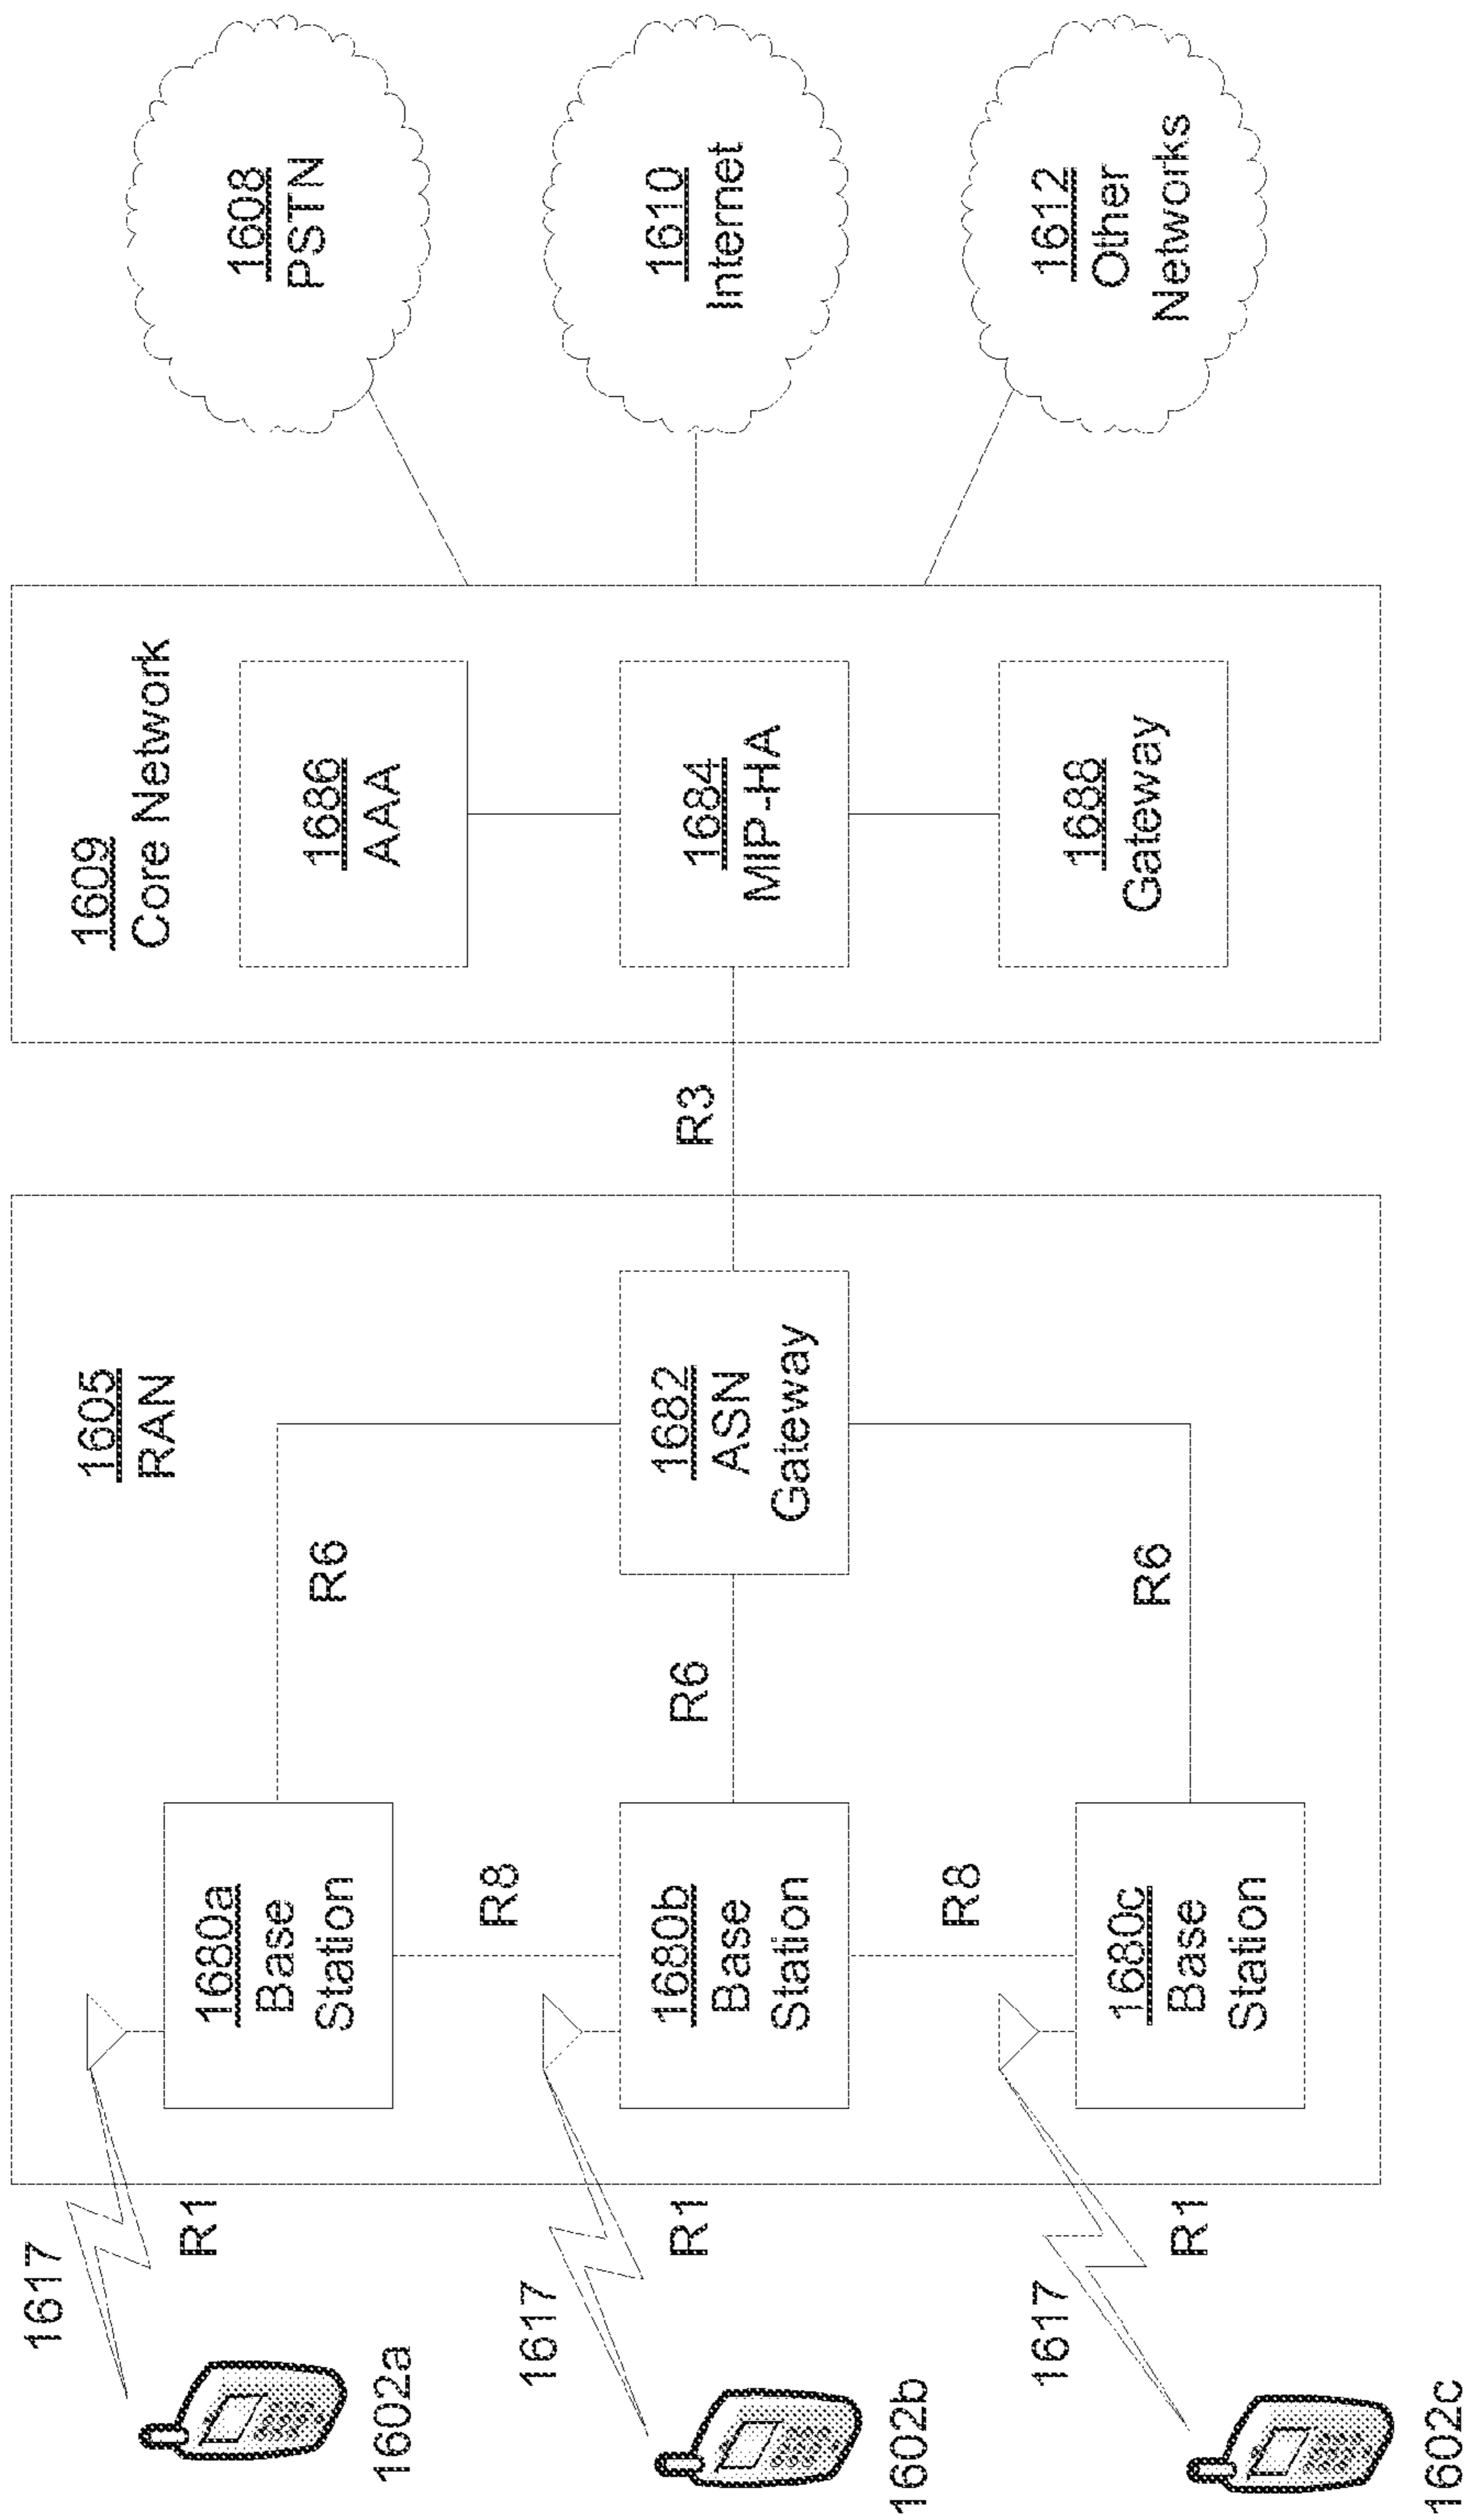 1617
R1
1602a
1617
R1
1602b
1617
R1
1602c
1605
RAN
1680a
Base
Station
R8
1680b
Base
Station
R8
1680c
Base
Station
R6
R6
R6
1682
ASN
Gateway
R3
1609
Core Network
1686
AAA
1684
MIP-HA
1688
Gateway
1608
PSTN
1610
Internet
1612
Other
Networks